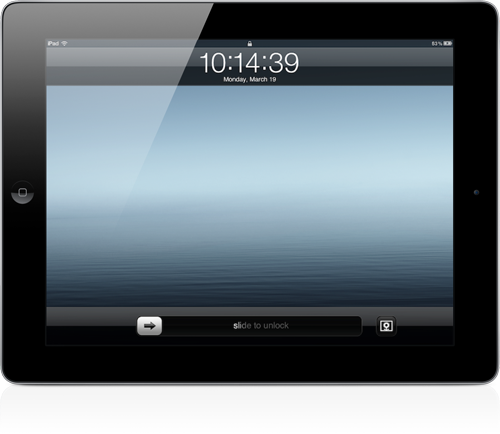 iPad
83%
10:14:39
Monday, March 19
slide to unlock